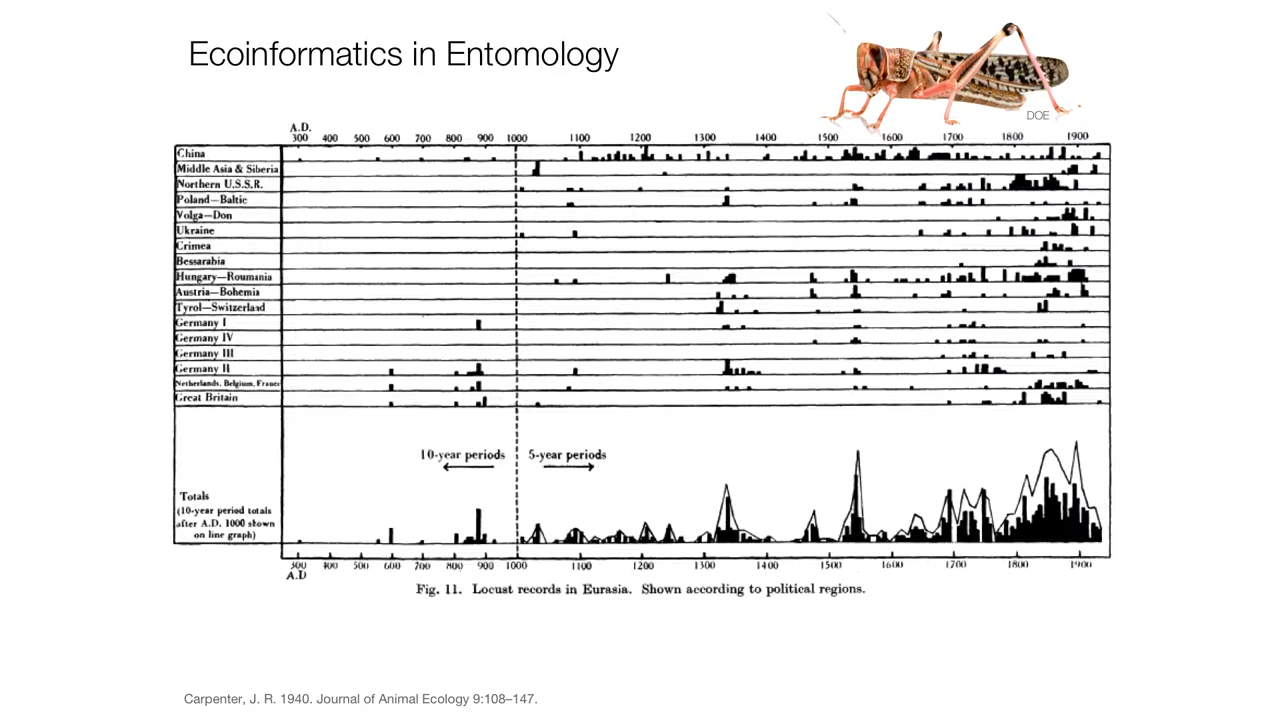 Ecoinformatics in Entomology
DOE
A.D.
300 400 500 600 700 800 900 1000 1100 1200 1300 1400 1500 1600 1700 1800 1900
China
Middle Asia & Siberia
Northern U.S.S.R.
Poland—Baltic
Volga—Don
Ukraine
Crimea
Bessarabia
Hungary—Roumania
Austria—Bohemia
Tyrol—Switzerland
Germany I
Germany IV
Germany III
Germany II
Netherlands, Belgium, France
Great Britain
10-year periods 5-year periods
Totals
(10-year period totals
after A.D. 1000 shown
on line graph)
300 400 500 600 700 800 900 1000 1100 1200 1300 1400 1500 1600 1700 1800 1900
A.D
Fig. 11. Locust records in Eurasia. Shown according to political regions.
Carpenter, J. R. 1940. Journal of Animal Ecology 9:108–147.